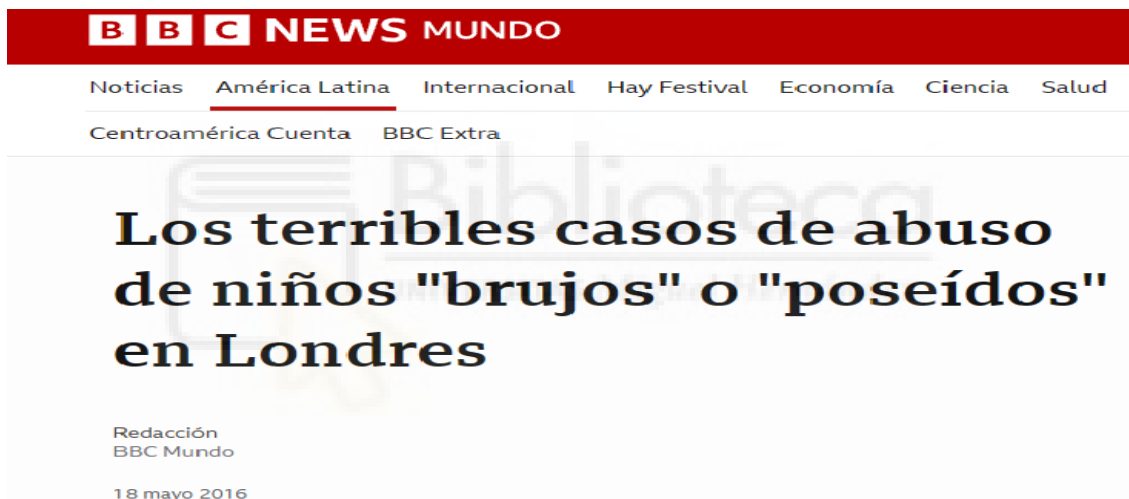 BBC NEWS MUNDO
Noticias América Latina Internacional Hay Festival Economía Ciencia Salud
Centroamérica Cuenta BBC Extra
Biblioteca
Los terribles casos de abuso
de niños "brujos" o "poseídos"
en Londres
Redacción
BBC Mundo
18 mayo 2016